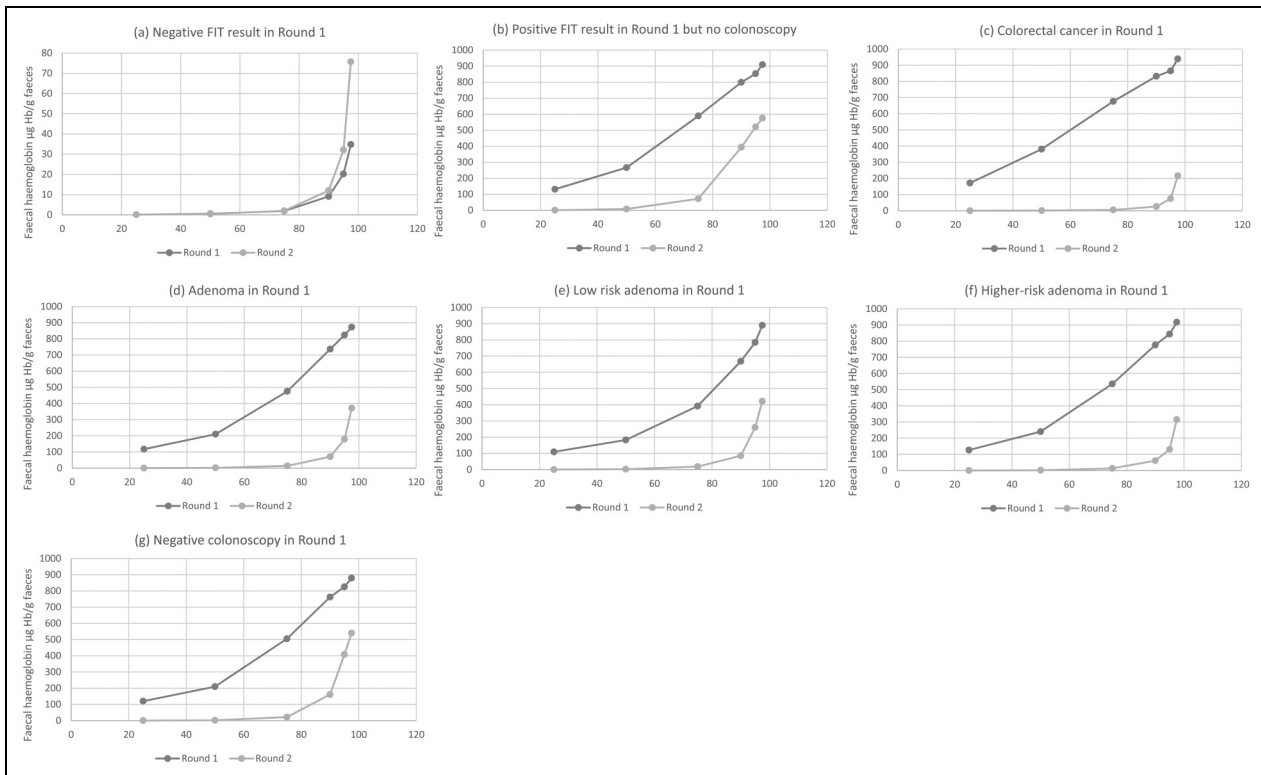 (a) Negative FIT result in Round 1
Faecal haemoglobin µg Hb/g faeces
80
70
60
50
40
30
20
10
0
0 20 40 60 80 100 120
Round 1 Round 2
(b) Positive FIT result in Round 1 but no colonoscopy
Faecal haemoglobin µg Hb/g faeces
1000
900
800
700
600
500
400
300
200
100
0
0 20 40 60 80 100 120
Round 1 Round 2
(c) Colorectal cancer in Round 1
Faecal haemoglobin µg Hb/g faeces
1000
900
800
700
600
500
400
300
200
100
0
0 20 40 60 80 100 120
Round 1 Round 2
(d) Adenoma in Round 1
Faecal haemoglobin µg Hb/g faeces
1000
900
800
700
600
500
400
300
200
100
0
0 20 40 60 80 100 120
Round 1 Round 2
(e) Low risk adenoma in Round 1
Faecal haemoglobin µg Hb/g faeces
1000
900
800
700
600
500
400
300
200
100
0
0 20 40 60 80 100 120
Round 1 Round 2
(f) Higher-risk adenoma in Round 1
Faecal haemoglobin µg Hb/g faeces
1000
900
800
700
600
500
400
300
200
100
0
0 20 40 60 80 100 120
Round 1 Round 2
(g) Negative colonoscopy in Round 1
Faecal haemoglobin µg Hb/g faeces
1000
900
800
700
600
500
400
300
200
100
0
0 20 40 60 80 100 120
Round 1 Round 2